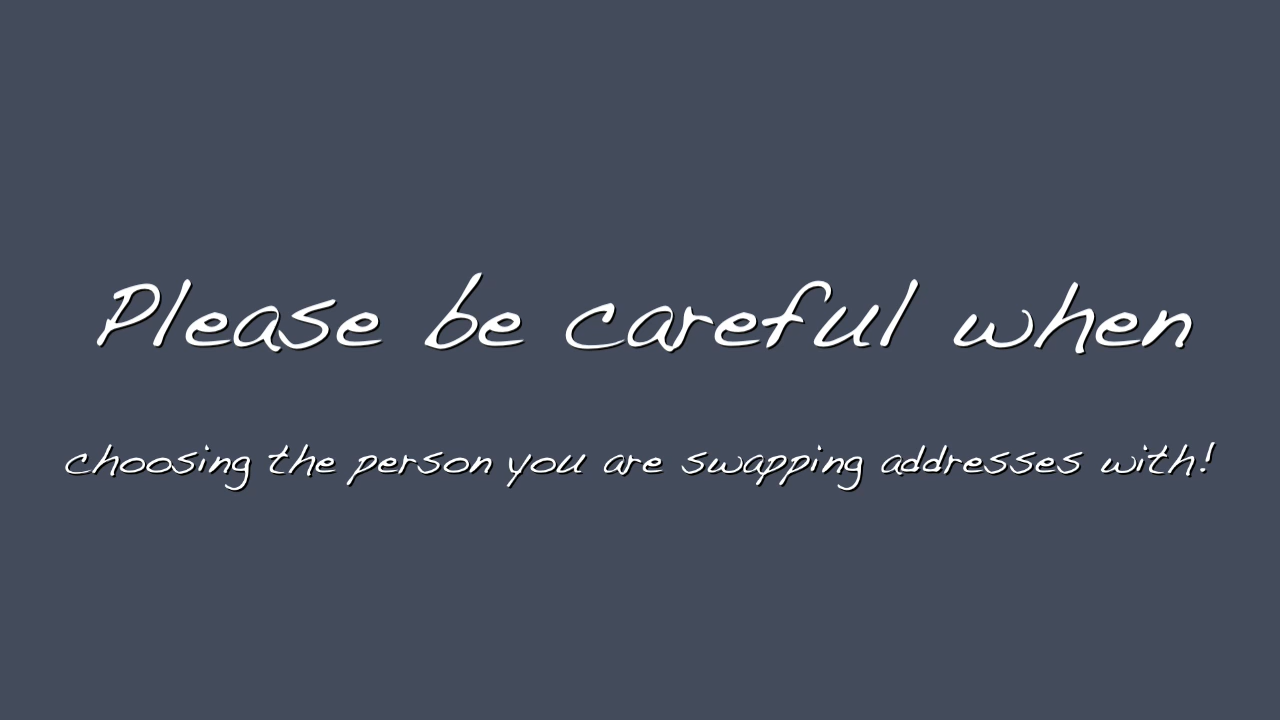 Please be careful when
choosing the person you are swapping addresses with!